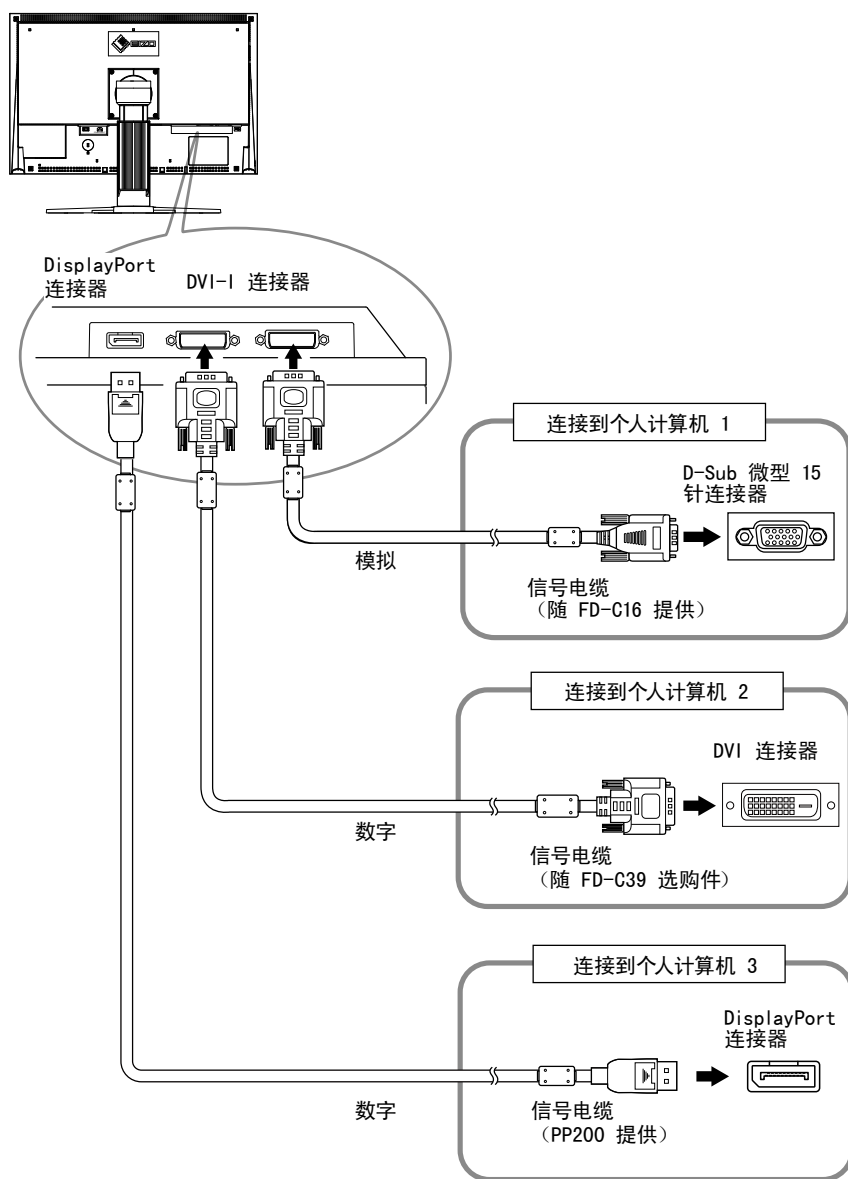 EIZO
DisplayPort
连接器
DVI-I 连接器
连接到个人计算机 1
D-Sub 微型 15
针连接器
模拟
信号电缆
（随 FD-C16 提供）
连接到个人计算机 2
DVI 连接器
数字
信号电缆
（随 FD-C39 选购件）
连接到个人计算机 3
DisplayPort
连接器
数字
信号电缆
（PP200 提供）